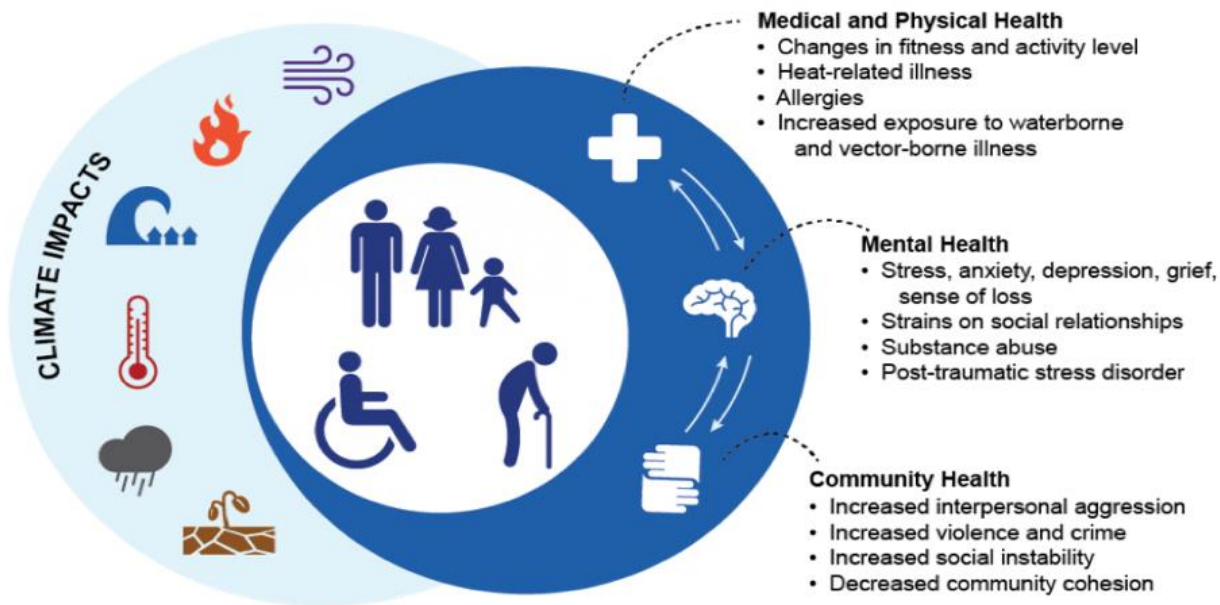 CLIMATE IMPACTS
Medical and Physical Health
• Changes in fitness and activity level
• Heat-related illness
• Allergies
• Increased exposure to waterborne
and vector-borne illness
Mental Health
• Stress, anxiety, depression, grief,
sense of loss
• Strains on social relationships
• Substance abuse
• Post-traumatic stress disorder
Community Health
• Increased interpersonal aggression
• Increased violence and crime
• Increased social instability
• Decreased community cohesion